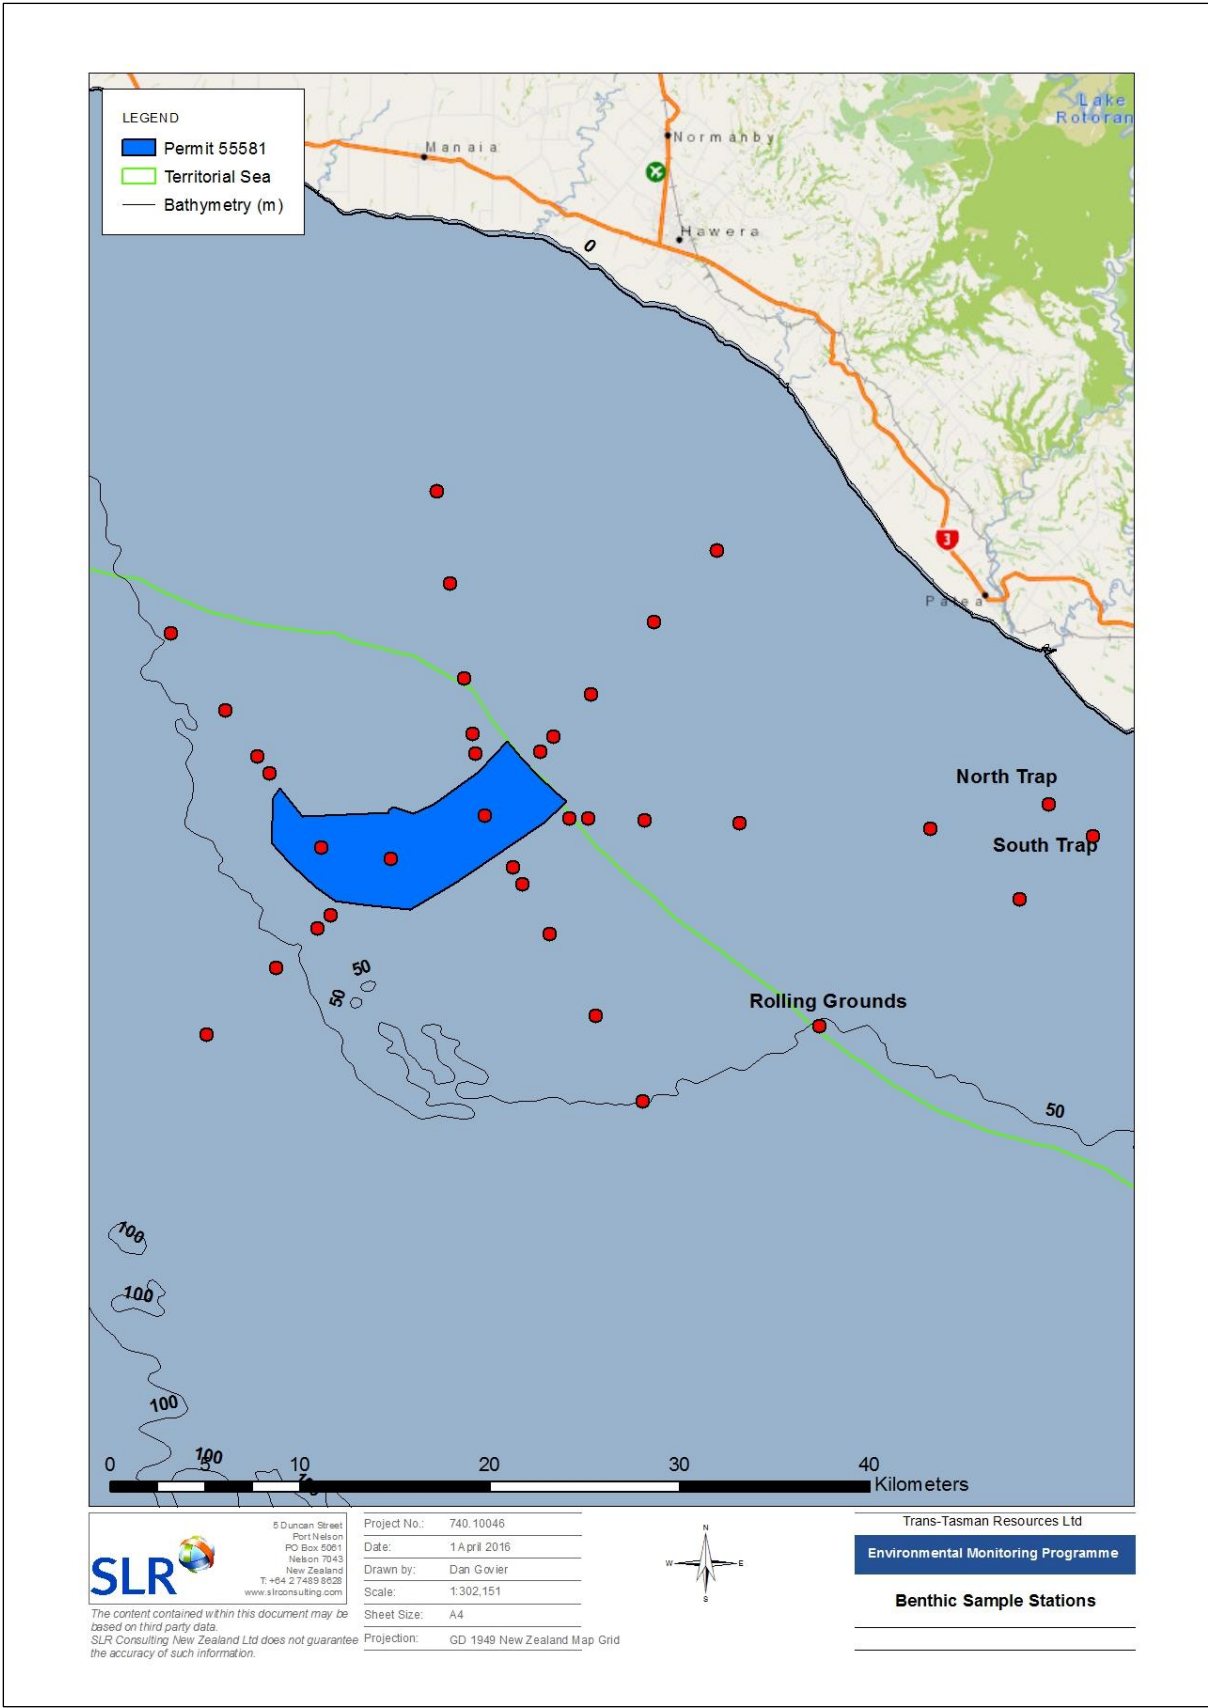 LEGEND
Permit 55581
Territorial Sea
Bathymetry (m)
Lake
Rotoran
Normanby
Manaia
Hawera
0
3
Patea
North Trap
South Trap
50
50
Rolling Grounds
50
100
100
100
100
0 5 10 20 30 40
Kilometers
SLR
5 Duncan Street
Port Nelson
PO Box 5061
Nelson 7043
New Zealand
T: +64 2 7489 8628
www.slrconsulting.com
The content contained within this document may be
based on third party data.
SLR Consulting New Zealand Ltd does not guarantee
the accuracy of such information.
Project No.: 740.10046
Date: 1 April 2016
Drawn by: Dan Govier
Scale: 1:302,151
Sheet Size: A4
Projection: GD 1949 New Zealand Map Grid
N
W E
S
Trans-Tasman Resources Ltd
Environmental Monitoring Programme
Benthic Sample Stations